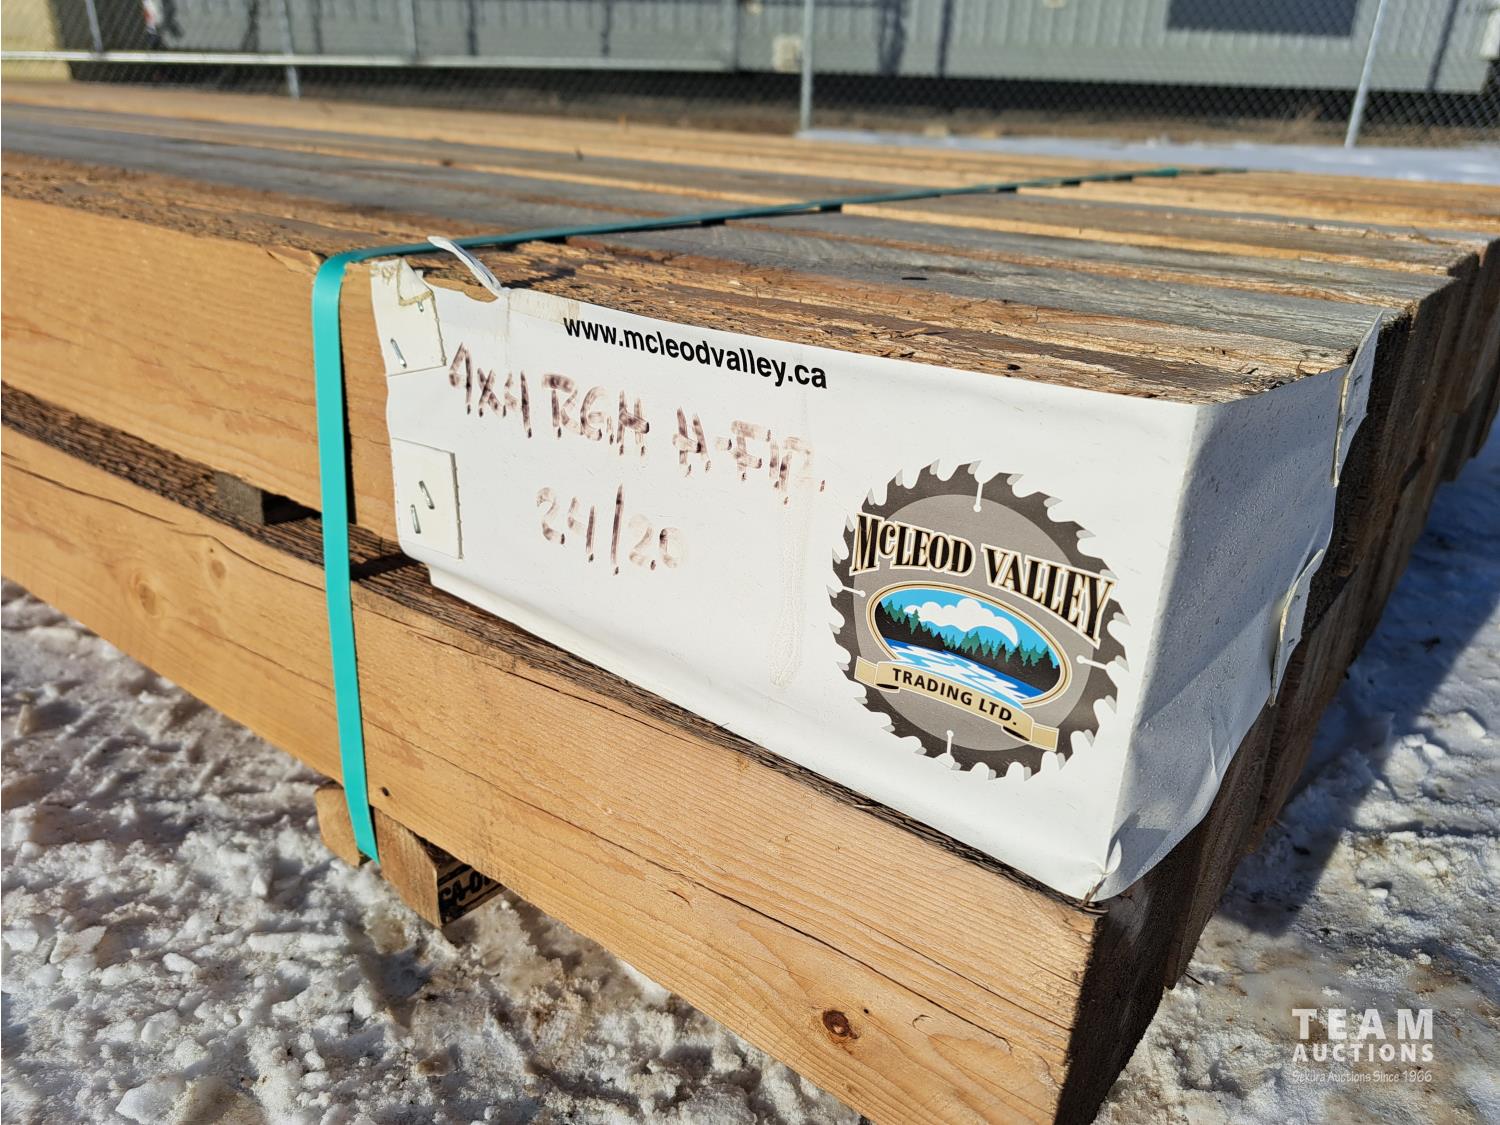 www.mcleodvalley.ca
4x4 RGH H-FIR
24/20
McLEOD VALLEY
TRADING LTD.
TEAM
AUCTIONS
Sekura Auctions Since 1966